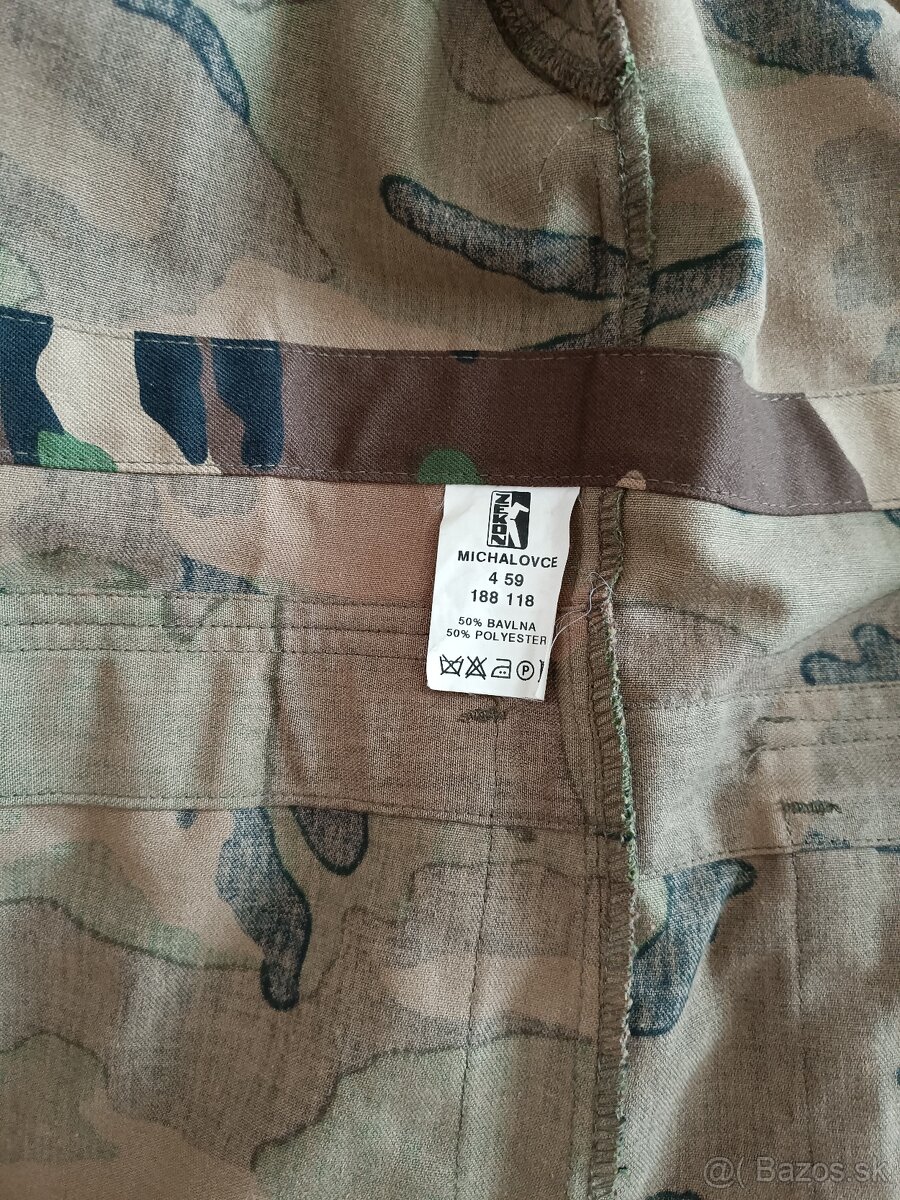 ZEKON
MICHALOVCE
4 59
188 118
50% BAVLNA
50% POLYESTER
P
@( Bazos.sk